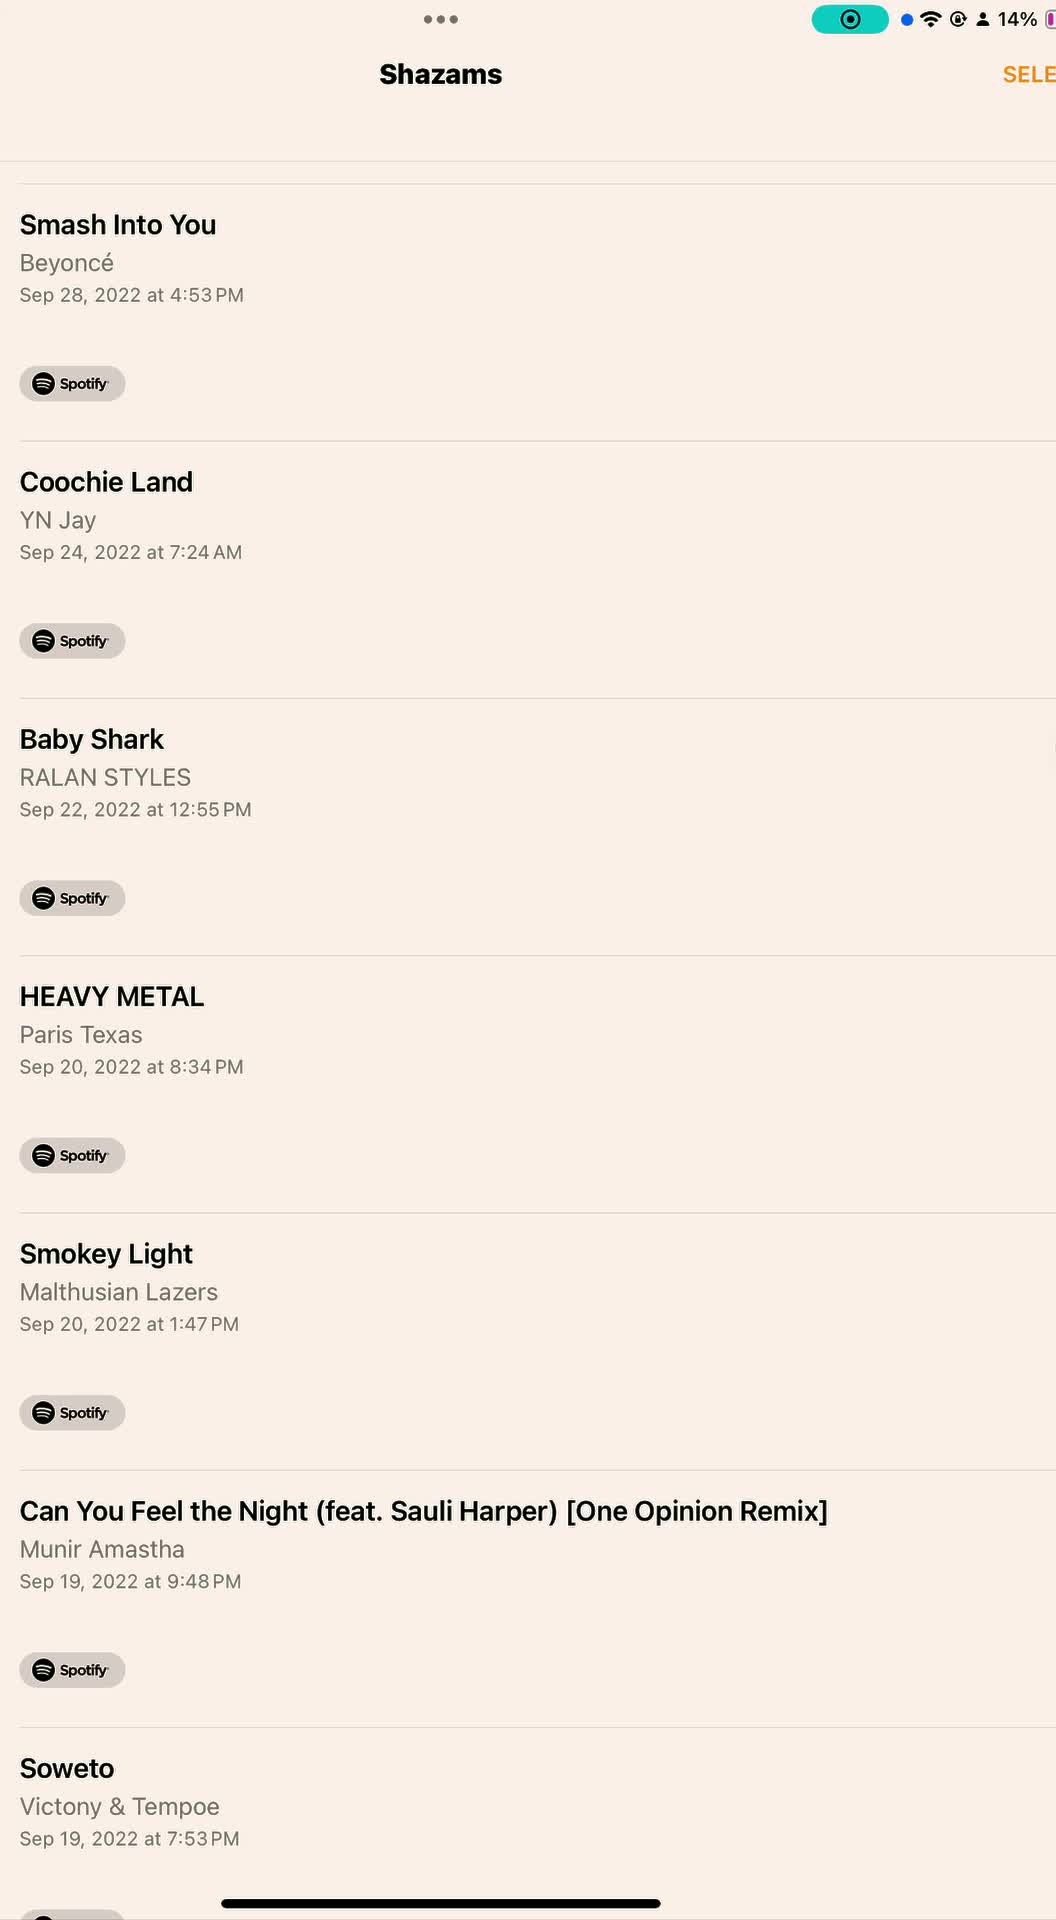 14%
Shazams
SELE
Smash Into You
Beyoncé
Sep 28, 2022 at 4:53 PM
Spotify
Coochie Land
YN Jay
Sep 24, 2022 at 7:24 AM
Spotify
Baby Shark
RALAN STYLES
Sep 22, 2022 at 12:55 PM
Spotify
HEAVY METAL
Paris Texas
Sep 20, 2022 at 8:34 PM
Spotify
Smokey Light
Malthusian Lazers
Sep 20, 2022 at 1:47 PM
Spotify
Can You Feel the Night (feat. Sauli Harper) [One Opinion Remix]
Munir Amastha
Sep 19, 2022 at 9:48 PM
Spotify
Soweto
Victony & Tempoe
Sep 19, 2022 at 7:53 PM